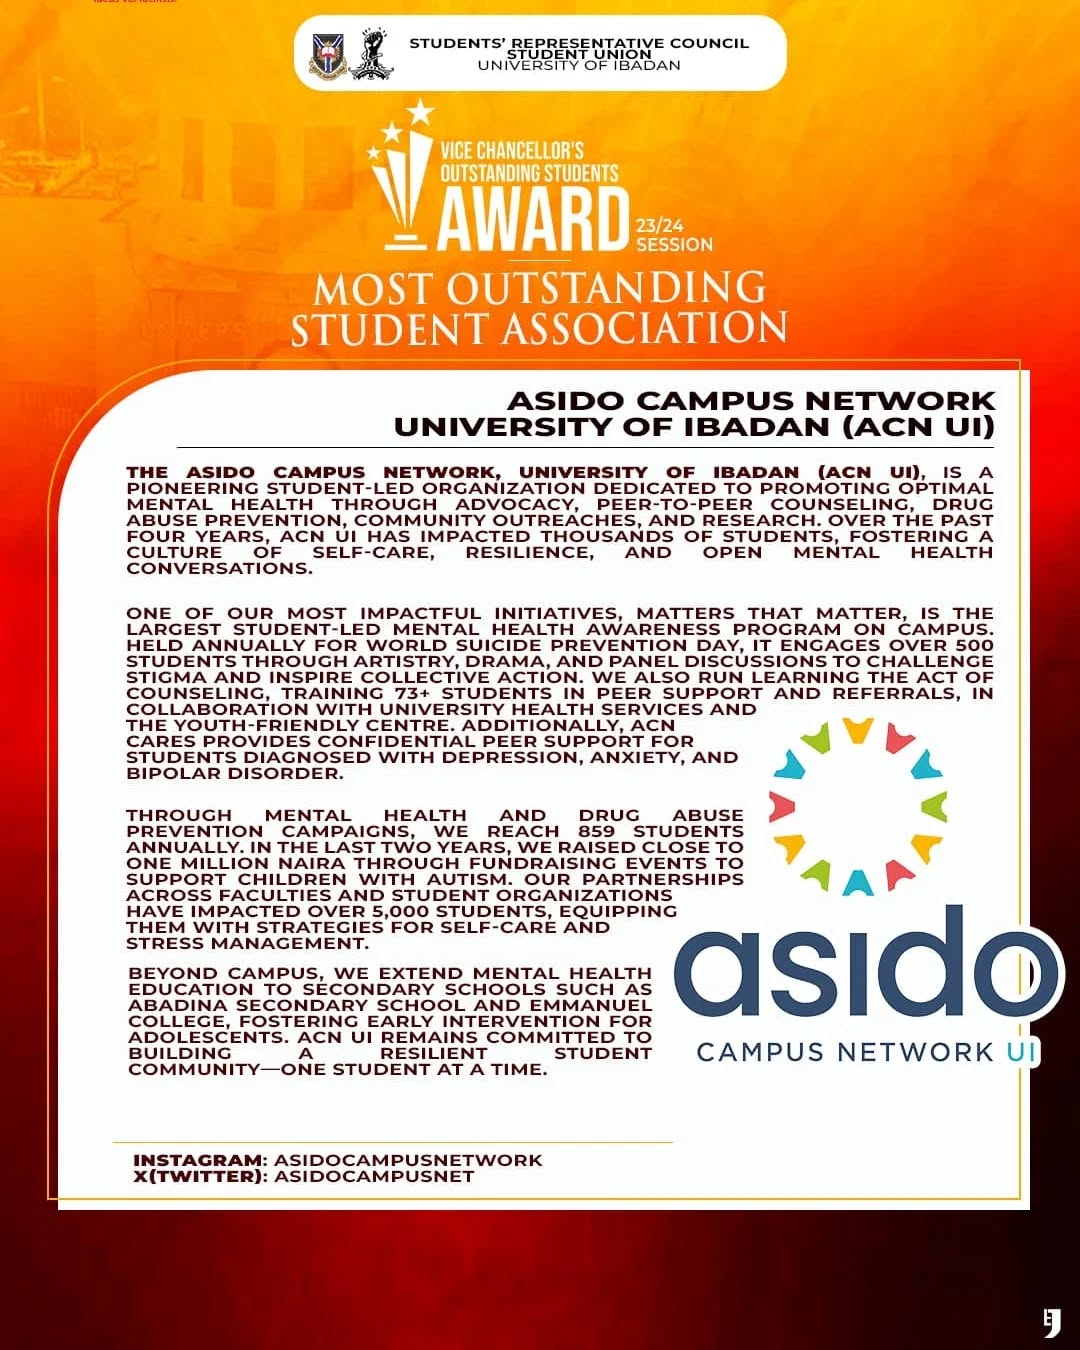 STUDENTS' REPRESENTATIVE COUNCIL
STUDENT UNION
UNIVERSITY OF IBADAN
VICE CHANCELLOR'S
OUTSTANDING STUDENTS
AWARD
23/24
SESSION
MOST OUTSTANDING
STUDENT ASSOCIATION
ASIDO CAMPUS NETWORK
UNIVERSITY OF IBADAN (ACN UI)
THE ASIDO CAMPUS NETWORK, UNIVERSITY OF IBADAN (ACN UI), IS A
PIONEERING STUDENT-LED ORGANIZATION DEDICATED TO PROMOTING OPTIMAL
MENTAL HEALTH THROUGH ADVOCACY, PEER-TO-PEER COUNSELING, DRUG
ABUSE PREVENTION, COMMUNITY OUTREACHES, AND RESEARCH. OVER THE PAST
FOUR YEARS, ACN UI HAS IMPACTED THOUSANDS OF STUDENTS, FOSTERING A
CULTURE OF SELF-CARE, RESILIENCE, AND OPEN MENTAL HEALTH
CONVERSATIONS.
ONE OF OUR MOST IMPACTFUL INITIATIVES, MATTERS THAT MATTER, IS THE
LARGEST STUDENT-LED MENTAL HEALTH AWARENESS PROGRAM ON CAMPUS.
HELD ANNUALLY FOR WORLD SUICIDE PREVENTION DAY, IT ENGAGES OVER 500
STUDENTS THROUGH ARTISTRY, DRAMA, AND PANEL DISCUSSIONS TO CHALLENGE
STIGMA AND INSPIRE COLLECTIVE ACTION. WE ALSO RUN LEARNING THE ACT OF
COUNSELING, TRAINING 73+ STUDENTS IN PEER SUPPORT AND REFERRALS, IN
COLLABORATION WITH UNIVERSITY HEALTH SERVICES AND
THE YOUTH-FRIENDLY CENTRE. ADDITIONALLY, ACN
CARES PROVIDES CONFIDENTIAL PEER SUPPORT FOR
STUDENTS DIAGNOSED WITH DEPRESSION, ANXIETY, AND
BIPOLAR DISORDER.
THROUGH MENTAL HEALTH AND DRUG ABUSE
PREVENTION CAMPAIGNS, WE REACH 859 STUDENTS
ANNUALLY. IN THE LAST TWO YEARS, WE RAISED CLOSE TO
ONE MILLION NAIRA THROUGH FUNDRAISING EVENTS TO
SUPPORT CHILDREN WITH AUTISM. OUR PARTNERSHIPS
ACROSS FACULTIES AND STUDENT ORGANIZATIONS
HAVE IMPACTED OVER 5,000 STUDENTS, EQUIPPING
THEM WITH STRATEGIES FOR SELF-CARE AND
STRESS MANAGEMENT.
BEYOND CAMPUS, WE EXTEND MENTAL HEALTH
EDUCATION TO SECONDARY SCHOOLS SUCH AS
ABADINA SECONDARY SCHOOL AND EMMANUEL
COLLEGE, FOSTERING EARLY INTERVENTION FOR
ADOLESCENTS. ACN UI REMAINS COMMITTED TO
BUILDING A RESILIENT STUDENT
COMMUNITY—ONE STUDENT AT A TIME.
asido
CAMPUS NETWORK UI
INSTAGRAM: ASIDOCAMPUSNETWORK
X(TWITTER): ASIDOCAMPUSNET